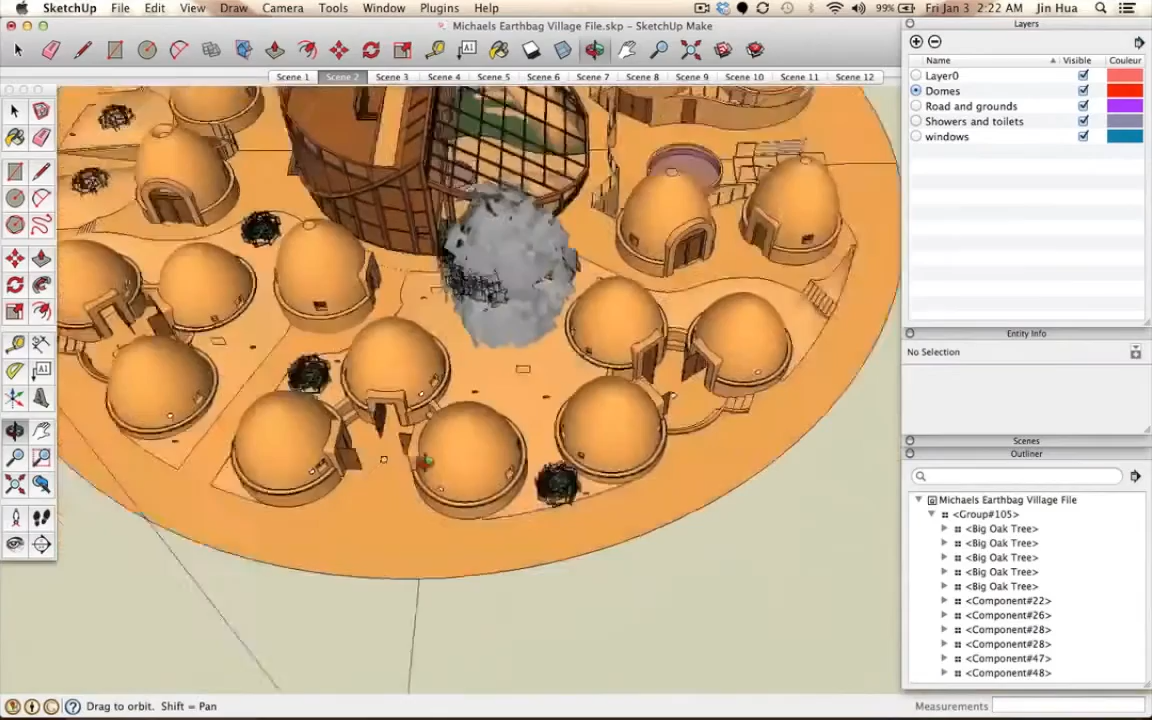 SketchUp File Edit View Draw Camera Tools Window Plugins Help 99% Fri Jan 3 2:22 AM Jin Hua
Michaels Earthbag Village File.skp – SketchUp Make
Layers
Scene 1 Scene 2 Scene 3 Scene 4 Scene 5 Scene 6 Scene 7 Scene 8 Scene 9 Scene 10 Scene 11 Scene 12
Name Visible Couleur
Layer0
Domes
Road and grounds
Showers and toilets
windows
Entity Info
No Selection
Scenes
Outliner
Michaels Earthbag Village File
<Group#105>
<Big Oak Tree>
<Big Oak Tree>
<Big Oak Tree>
<Big Oak Tree>
<Big Oak Tree>
<Component#22>
<Component#26>
<Component#28>
<Component#28>
<Component#47>
<Component#48>
Drag to orbit. Shift = Pan
Measurements